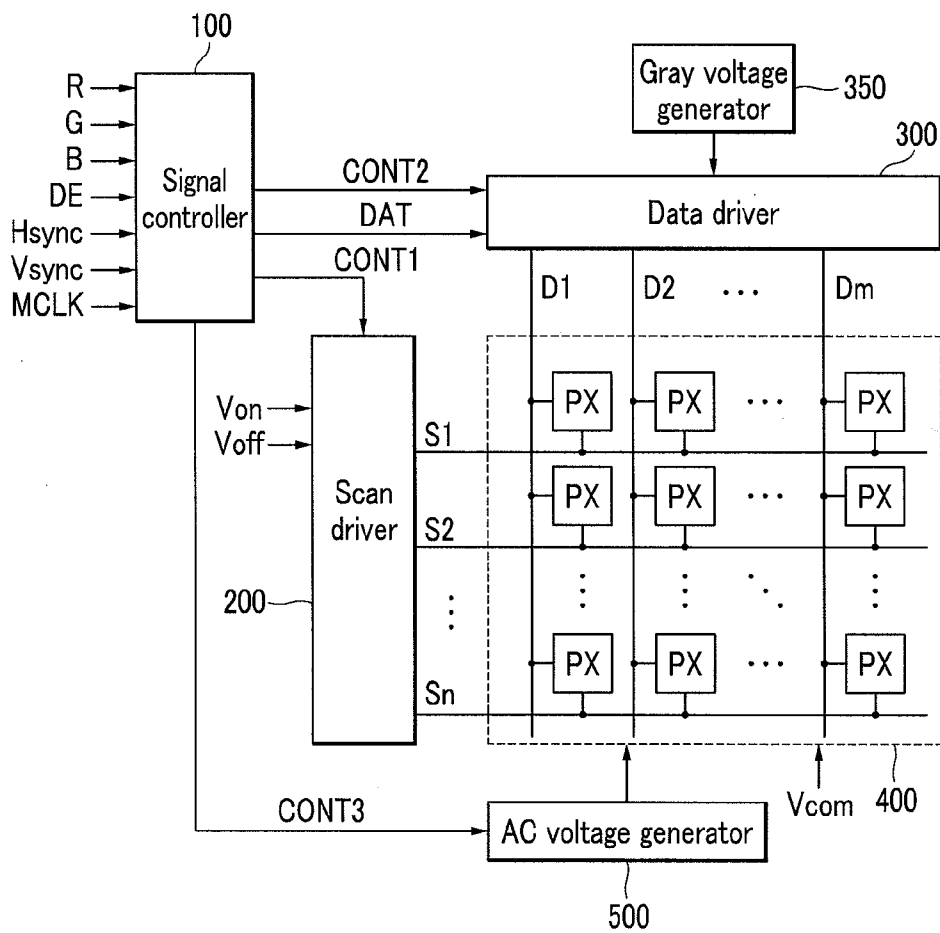 100
R
G
B
DE
Hsync
Vsync
MCLK
Signal
controller
Gray voltage
generator
350
300
CONT2
DAT
CONT1
Data driver
D1 D2 ... Dm
Von
Voff
Scan
driver
200
S1
S2
Sn
PX PX ... PX
PX PX ... PX
PX PX ... PX
CONT3
AC voltage generator
500
Vcom
400